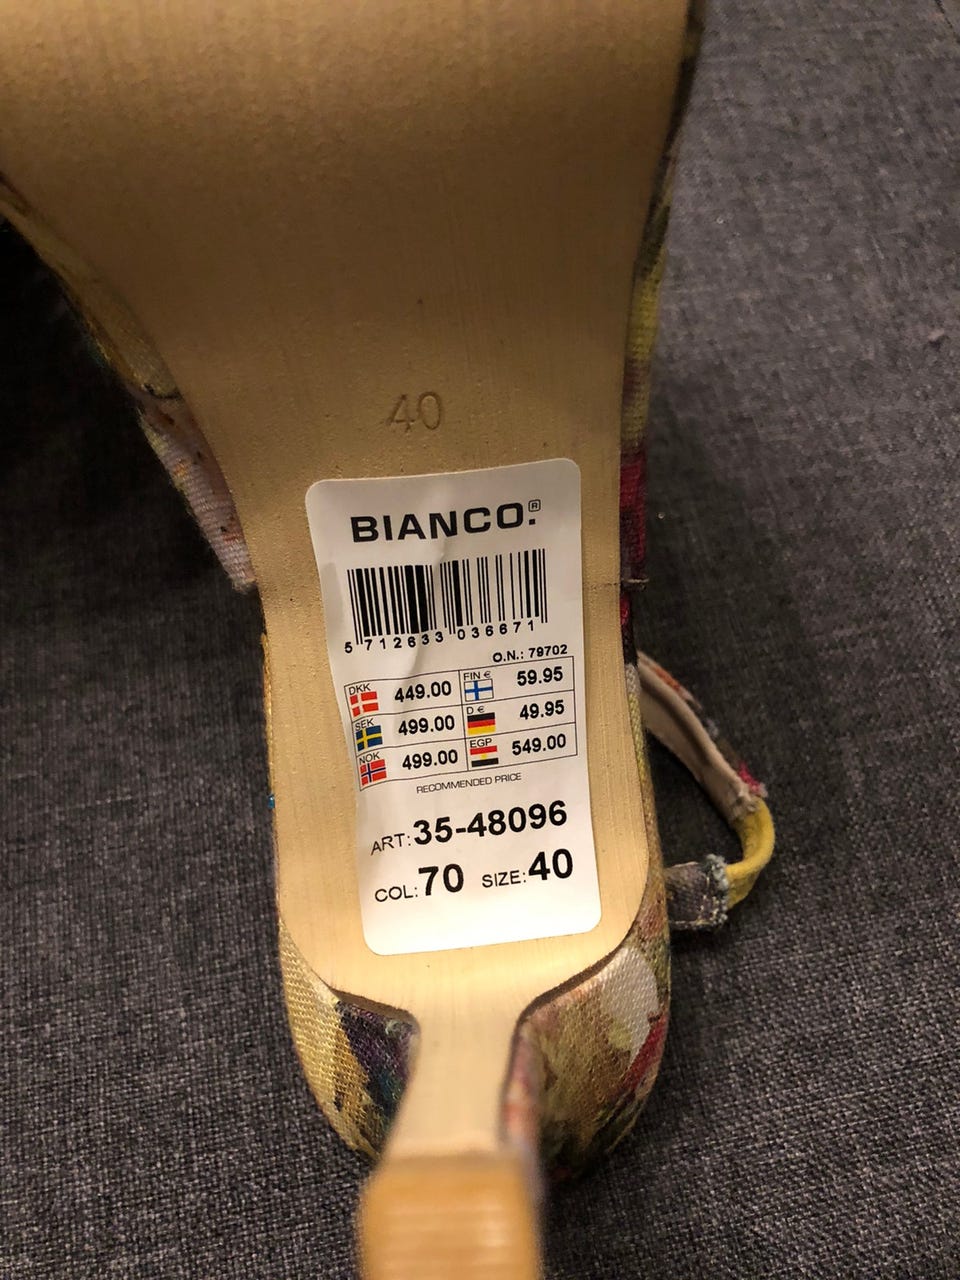 40
BIANCO.®
5 712633 036671
O.N.: 79702
DKK 449.00 FIN € 59.95
SEK 499.00 D € 49.95
NOK 499.00 EGP 549.00
RECOMMENDED PRICE
ART: 35-48096
COL: 70 SIZE: 40